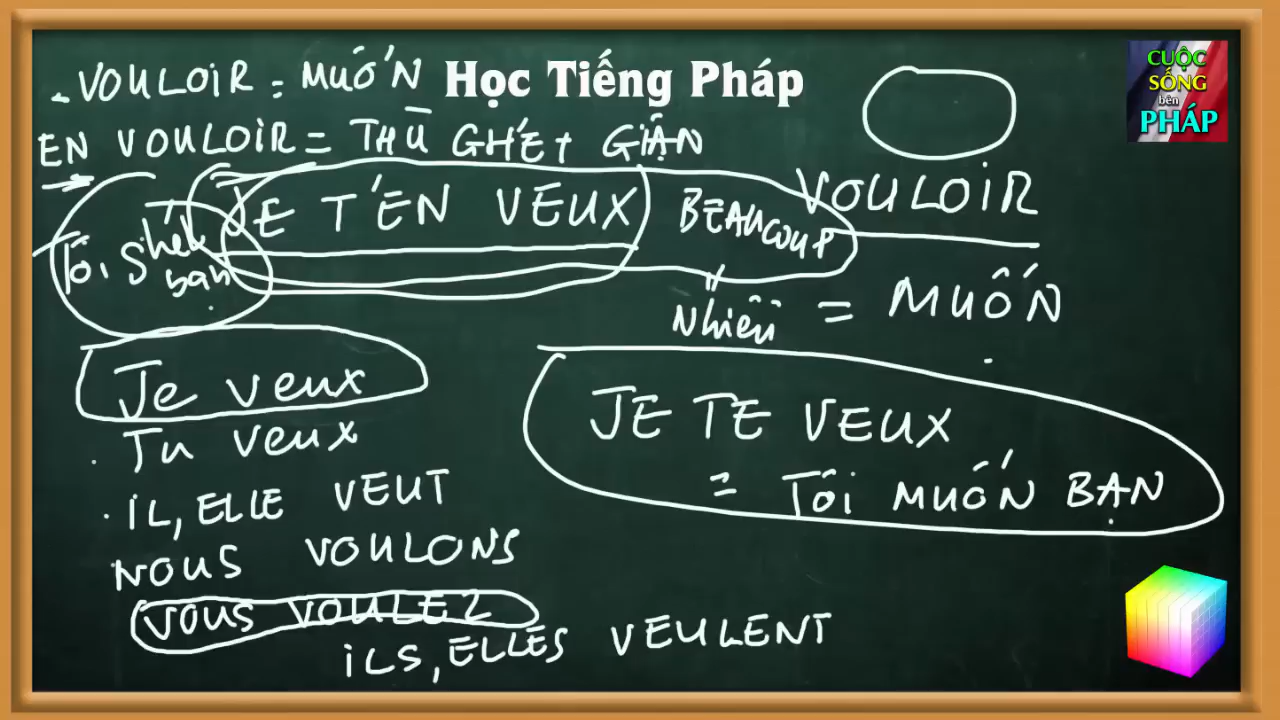 - VOULOIR = MUỐN
Học Tiếng Pháp
CUỘC
SỐNG
bên
PHÁP
EN VOULOIR = THÙ GHÉT GIẬN
VOULOIR
= MUỐN
JE T'EN VEUX BEAUCOUP
Nhiều
Tôi ghét
bạn
Je veux
Tu veux
IL, ELLE VEUT
NOUS VOULONS
VOUS VOULEZ
ILS, ELLES VEULENT
JE TE VEUX
= TÔI MUỐN BẠN